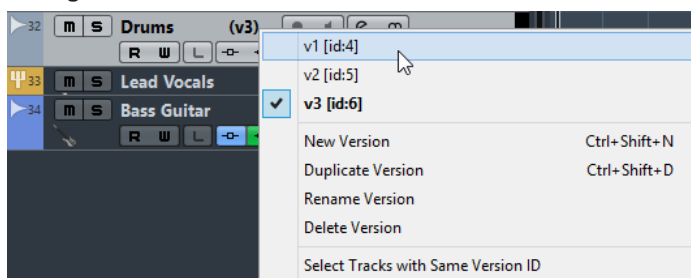 32 m S Drums (v3) e
R W L
v1 [id:4]
v2 [id:5]
33 m S Lead Vocals
v3 [id:6]
34 m S Bass Guitar
R W L
New Version Ctrl+Shift+N
Duplicate Version Ctrl+Shift+D
Rename Version
Delete Version
Select Tracks with Same Version ID